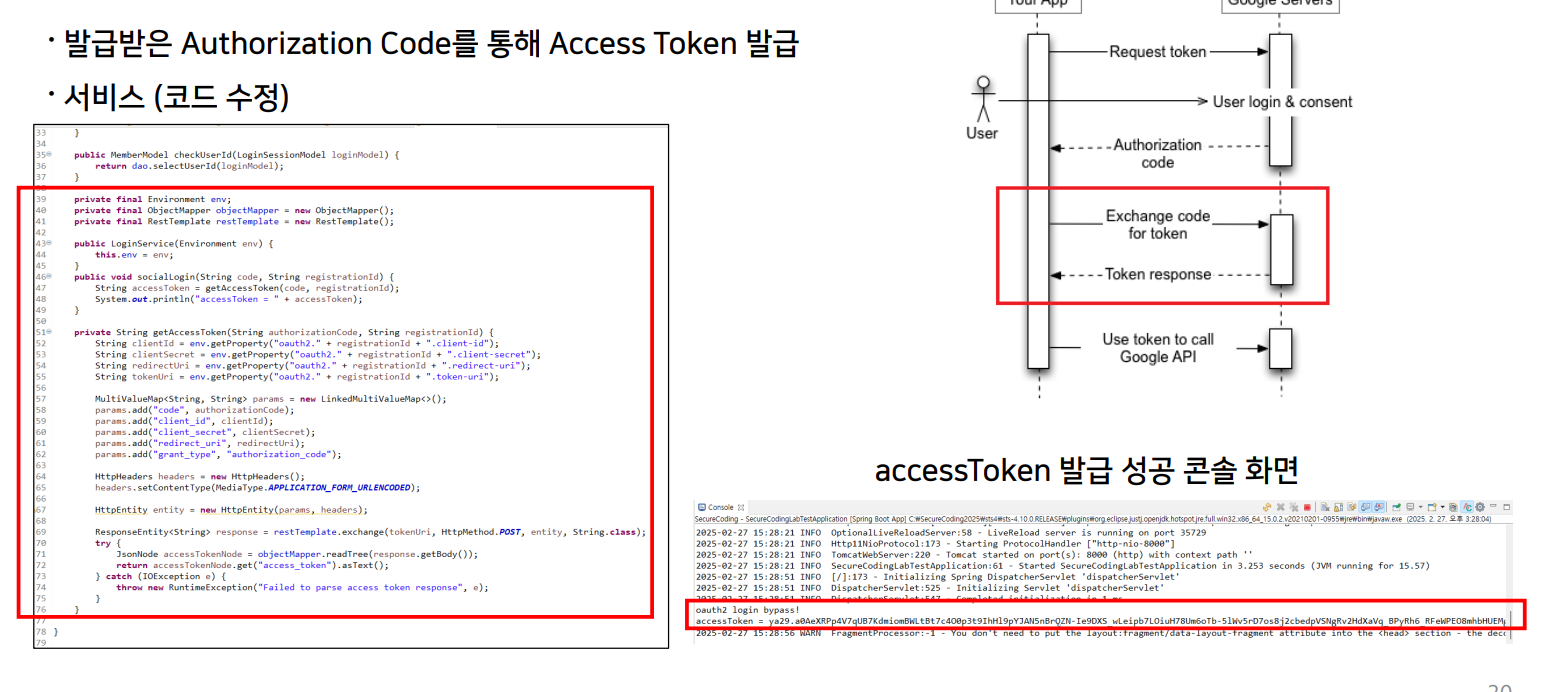 · 발급받은 Authorization Code를 통해 Access Token 발급
· 서비스 (코드 수정)
33 }
34
35 public MemberModel checkUserId(LoginSessionModel loginModel) {
36 return dao.selectUserId(loginModel);
37 }
39 private final Environment env;
40 private final ObjectMapper objectMapper = new ObjectMapper();
41 private final RestTemplate restTemplate = new RestTemplate();
42
43 public LoginService(Environment env) {
44 this.env = env;
45 }
46 public void socialLogin(String code, String registrationId) {
47 String accessToken = getAccessToken(code, registrationId);
48 System.out.println("accessToken = " + accessToken);
49 }
50
51 private String getAccessToken(String authorizationCode, String registrationId) {
52 String clientId = env.getProperty("oauth2." + registrationId + ".client-id");
53 String clientSecret = env.getProperty("oauth2." + registrationId + ".client-secret");
54 String redirectUri = env.getProperty("oauth2." + registrationId + ".redirect-uri");
55 String tokenUri = env.getProperty("oauth2." + registrationId + ".token-uri");
56
57 MultiValueMap<String, String> params = new LinkedMultiValueMap<>();
58 params.add("code", authorizationCode);
59 params.add("client_id", clientId);
60 params.add("client_secret", clientSecret);
61 params.add("redirect_uri", redirectUri);
62 params.add("grant_type", "authorization_code");
63
64 HttpHeaders headers = new HttpHeaders();
65 headers.setContentType(MediaType.APPLICATION_FORM_URLENCODED);
66
67 HttpEntity entity = new HttpEntity(params, headers);
68
69 ResponseEntity<String> response = restTemplate.exchange(tokenUri, HttpMethod.POST, entity, String.class);
70 try {
71 JsonNode accessTokenNode = objectMapper.readTree(response.getBody());
72 return accessTokenNode.get("access_token").asText();
73 } catch (IOException e) {
74 throw new RuntimeException("Failed to parse access token response", e);
75 }
76 }
77
78 }
79
Your App
Google Servers
Request token
User login & consent
User
Authorization
code
Exchange code
for token
Token response
Use token to call
Google API
accessToken 발급 성공 콘솔 화면
Console
SecureCoding - SecureCodingLabTestApplication [Spring Boot App] C:₩SecureCoding2025₩sts4₩sts-4.10.0.RELEASE₩plugins₩org.eclipse.justj.openjdk.hotspot.jre.full.win32.x86_64_15.0.2.v20210201-0955₩jre₩bin₩javaw.exe (2025. 2. 27. 오후 3:28:04)
2025-02-27 15:28:21 INFO OptionalLiveReloadServer:58 - LiveReload server is running on port 35729
2025-02-27 15:28:21 INFO Http11NioProtocol:173 - Starting ProtocolHandler ["http-nio-8000"]
2025-02-27 15:28:21 INFO TomcatWebServer:220 - Tomcat started on port(s): 8000 (http) with context path ''
2025-02-27 15:28:21 INFO SecureCodingLabTestApplication:61 - Started SecureCodingLabTestApplication in 3.253 seconds (JVM running for 15.57)
2025-02-27 15:28:51 INFO [/]:173 - Initializing Spring DispatcherServlet 'dispatcherServlet'
2025-02-27 15:28:51 INFO DispatcherServlet:525 - Initializing Servlet 'dispatcherServlet'
2025-02-27 15:28:51 INFO DispatcherServlet:547 - Completed initialization in 1 ms
oauth2 login bypass!
accessToken =
2025-02-27 15:28:56 WARN FragmentProcessor:-1 - You don't need to put the layout:fragment/data-layout-fragment attribute into the <head> section - the